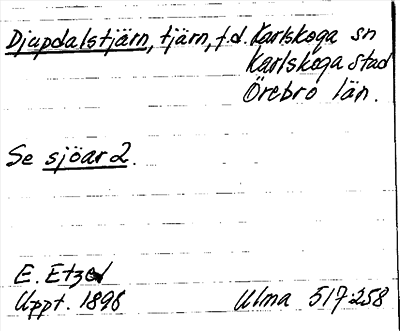 Djupdalstjärn, tjärn, f.d. Karlskoga sn
Karlskoga stad
Örebro län.
Se sjöar 2.
E. Etzel
Uppt. 1896
Ulma 517:258